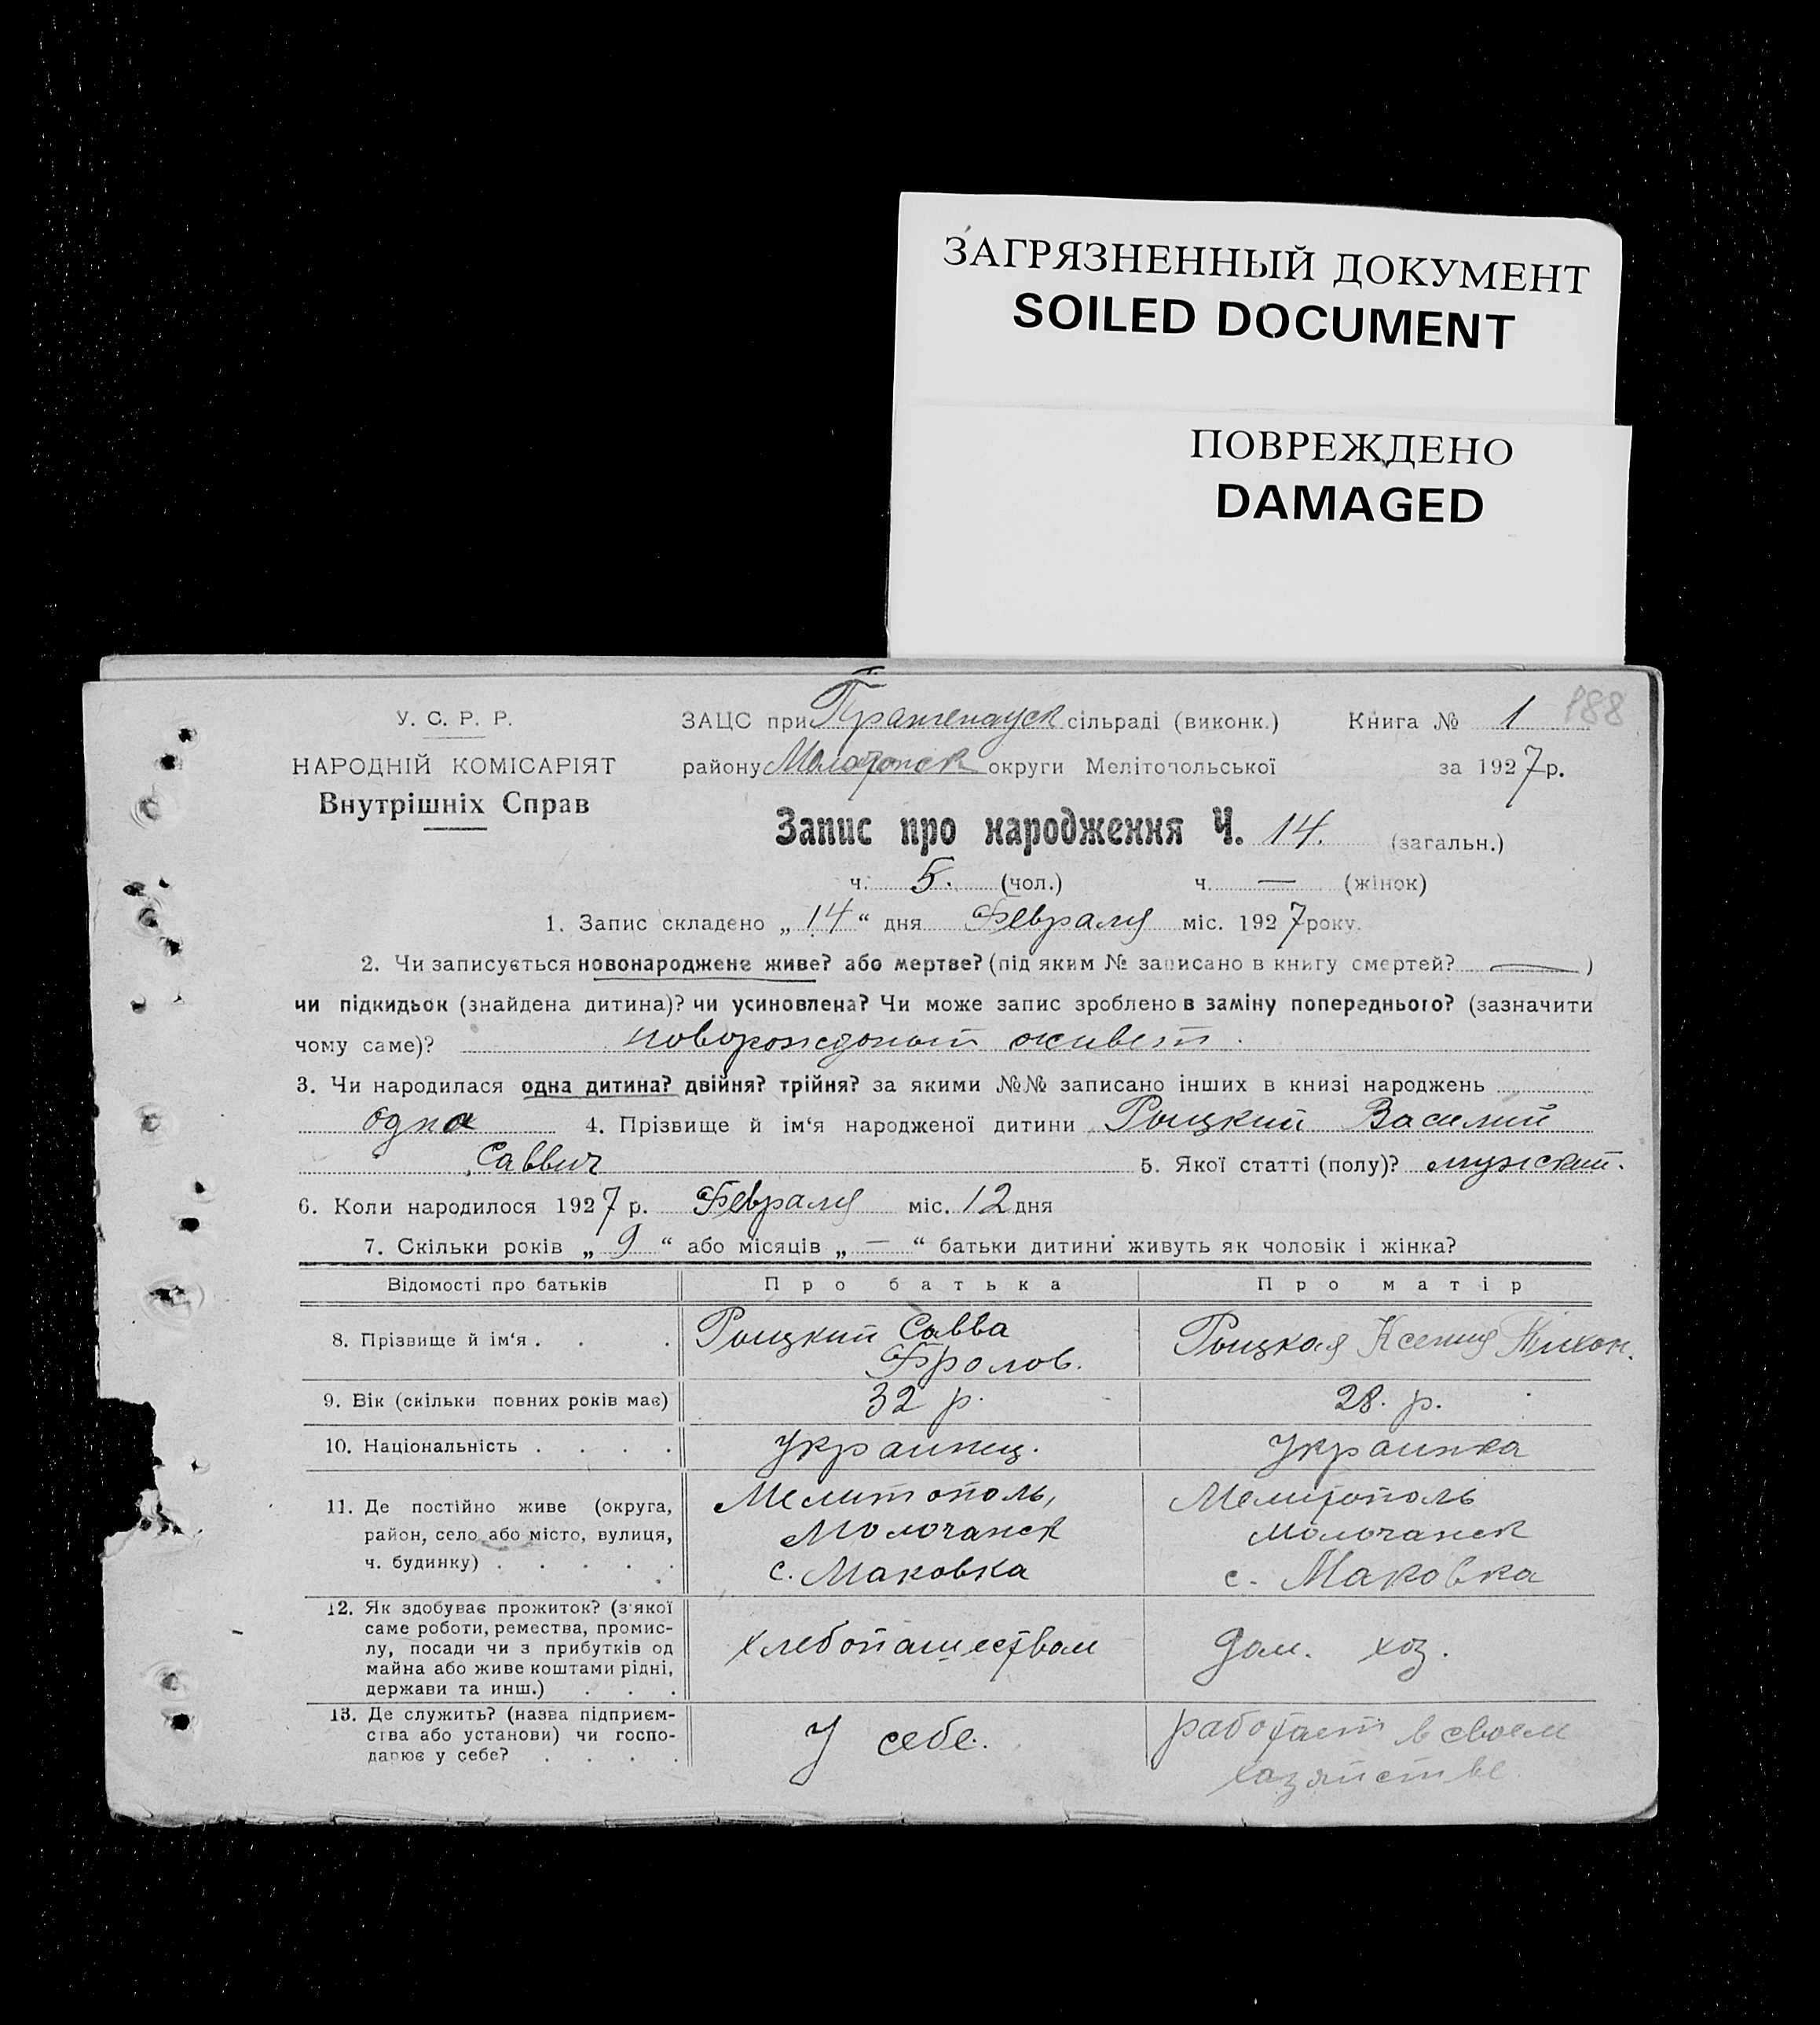 ЗАГРЯЗНЕННЫЙ ДОКУМЕНТ
SOILED DOCUMENT
ПОВРЕЖДЕНО
DAMAGED
У. С. Р. Р.
НАРОДНІЙ КОМІСАРІЯТ
Внутрішніх Справ
ЗАЦС при сільраді (виконк.) Книга № 1 188
району Молочанск округи Мелітопольської за 1927 р.
Запис про народження Ч. 14. (загальн.)
ч. 5. (чол.) ч. — (жінок)
1. Запис складено „ 14 “ дня Февраля міс. 1927 року.
2. Чи записується новонароджене живе? або мертве? (під яким № записано в книгу смертей? — )
чи підкидьок (знайдена дитина)? чи усиновлена? Чи може запис зроблено в заміну попереднього? (зазначити
чому саме)? живет.
3. Чи народилася одна дитина? двійня? трійня? за якими №№ записано інших в книзі народжень
одна 4. Прізвище й ім‘я народженої дитини Рыцкий Василий
Саввич 5. Якої статті (полу)? мужский.
6. Коли народилося 1927 р. Февраля міс. 12 дня
7. Скільки років „ 9 “ або місяців „ — “ батьки дитини живуть як чоловік і жінка?
Відомості про батьків Про батька Про матір
8. Прізвище й ім‘я . . . Рыцкий Савва Рыцкая Ксения Тихон.
Фролов.
9. Вік (скільки повних років має) 32 р. 28. р.
10. Національність . . . . Украинец. Украинка
11. Де постійно живе (округа, Мелитополь, Мелитополь
район, село або місто, вулиця, Молочанск Молочанск
ч. будинку) . . . . . с. Маковка с. Маковка
12. Як здобуває прожиток? (з якої
саме роботи, ремества, промис-
лу, посади чи з прибутків од хлебопашеством дом. хоз.
майна або живе коштами рідні,
держави та инш.) . . .
13. Де служить? (назва підприєм- работает в своем
ства або установи) чи госпо- У себе.
дарює у себе? . . . . хозяйстве